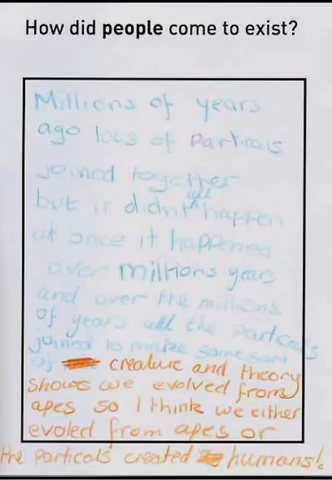 How did people come to exist?
Millions of years
ago lots of particals
joined together
but it didn't all happen
at once it happened
over millions years
and over the millions
of years all the particals
joined to make some sort
of creature and theory
shows we evolved from
apes so I think we either
evoled from apes or
the particals created humans!